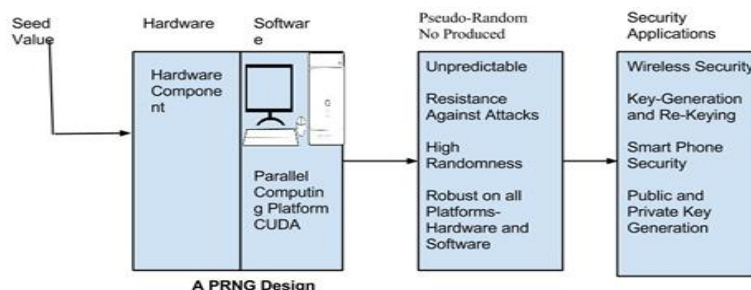 Seed
Value
Hardware
Softwar
e
Hardware
Compone
nt
Parallel
Computin
g Platform
CUDA
A PRNG Design
Pseudo-Random
No Produced
Unpredictable
Resistance
Against Attacks
High
Randomness
Robust on all
Platforms-
Hardware and
Software
Security
Applications
Wireless Security
Key-Generation
and Re-Keying
Smart Phone
Security
Public and
Private Key
Generation